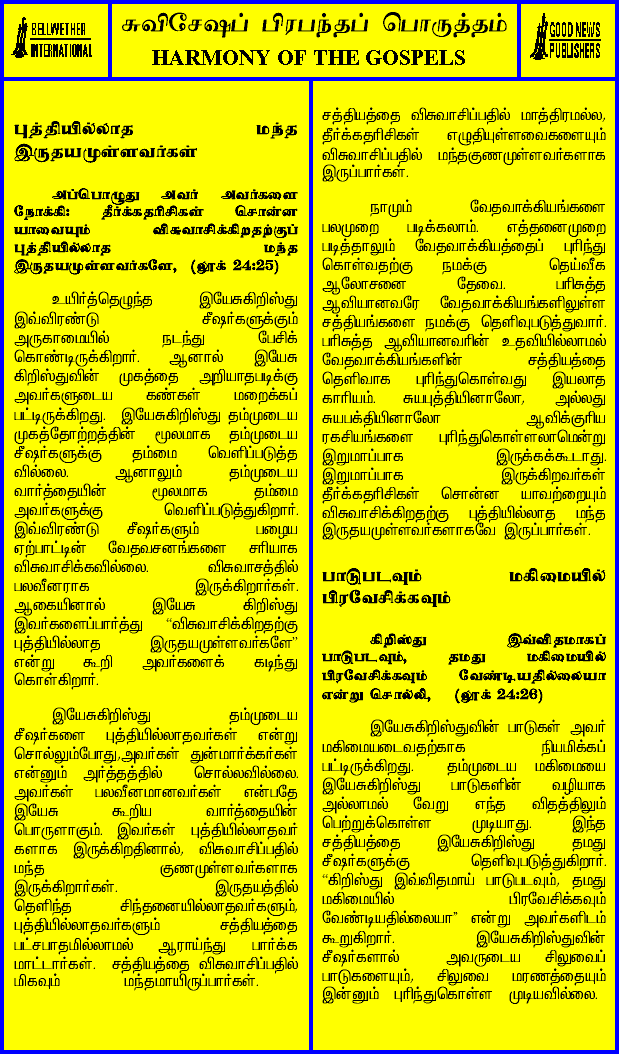 BELLWETHER
INTERNATIONAL
சுவிசேஷப் பிரபந்தப் பொருத்தம்
HARMONY OF THE GOSPELS
GOOD NEWS
PUBLISHERS
புத்தியில்லாத மந்த
இருதயமுள்ளவர்கள்
அப்பொழுது அவர் அவர்களை
நோக்கி: தீர்க்கதரிசிகள் சொன்ன
யாவையும் விசுவாசிக்கிறதற்குப்
புத்தியில்லாத மந்த
இருதயமுள்ளவர்களே, (லூக் 24:25)
உயிர்த்தெழுந்த இயேசுகிறிஸ்து
இவ்விரண்டு சீஷர்களுக்கும்
அருகாமையில் நடந்து பேசிக்
கொண்டிருக்கிறார். ஆனால் இயேசு
கிறிஸ்துவின் முகத்தை அறியாதபடிக்கு
அவர்களுடைய கண்கள் மறைக்கப்
பட்டிருக்கிறது. இயேசுகிறிஸ்து தம்முடைய
முகத்தோற்றத்தின் மூலமாக தம்முடைய
சீஷர்களுக்கு தம்மை வெளிப்படுத்த
வில்லை. ஆனாலும் தம்முடைய
வார்த்தையின் மூலமாக தம்மை
அவர்களுக்கு வெளிப்படுத்துகிறார்.
இவ்விரண்டு சீஷர்களும் பழைய
ஏற்பாட்டின் வேதவசனங்களை சரியாக
விசுவாசிக்கவில்லை. விசுவாசத்தில்
பலவீனராக இருக்கிறார்கள்.
ஆகையினால் இயேசு கிறிஸ்து
இவர்களைப்பார்த்து “விசுவாசிக்கிறதற்கு
புத்தியில்லாத இருதயமுள்ளவர்களே”
என்று கூறி அவர்களைக் கடிந்து
கொள்கிறார்.
இயேசுகிறிஸ்து தம்முடைய
சீஷர்களை புத்தியில்லாதவர்கள் என்று
சொல்லும்போது,அவர்கள் துன்மார்க்கர்கள்
என்னும் அர்த்தத்தில் சொல்லவில்லை.
அவர்கள் பலவீனமானவர்கள் என்பதே
இயேசு கூறிய வார்த்தையின்
பொருளாகும். இவர்கள் புத்தியில்லாதவர்
களாக இருக்கிறதினால், விசுவாசிப்பதில்
மந்த குணமுள்ளவர்களாக
இருக்கிறார்கள். இருதயத்தில்
தெளிந்த சிந்தனையில்லாதவர்களும்,
புத்தியில்லாதவர்களும் சத்தியத்தை
பட்சபாதமில்லாமல் ஆராய்ந்து பார்க்க
மாட்டார்கள். சத்தியத்தை விசுவாசிப்பதில்
மிகவும் மந்தமாயிருப்பார்கள்.
சத்தியத்தை விசுவாசிப்பதில் மாத்திரமல்ல,
தீர்க்கதரிசிகள் எழுதியுள்ளவைகளையும்
விசுவாசிப்பதில் மந்தகுணமுள்ளவர்களாக
இருப்பார்கள்.
நாமும் வேதவாக்கியங்களை
பலமுறை படிக்கலாம். எத்தனைமுறை
படித்தாலும் வேதவாக்கியத்தைப் புரிந்து
கொள்வதற்கு நமக்கு தெய்வீக
ஆலோசனை தேவை. பரிசுத்த
ஆவியானவரே வேதவாக்கியங்களிலுள்ள
சத்தியங்களை நமக்கு தெளிவுபடுத்துவார்.
பரிசுத்த ஆவியானவரின் உதவியில்லாமல்
வேதவாக்கியங்களின் சத்தியத்தை
தெளிவாக புரிந்துகொள்வது இயலாத
காரியம். சுயபுத்தியினாலோ, அல்லது
சுயபக்தியினாலோ ஆவிக்குரிய
ரகசியங்களை புரிந்துகொள்ளலாமென்று
இறுமாப்பாக இருக்கக்கூடாது.
இறுமாப்பாக இருக்கிறவர்கள்
தீர்க்கதரிசிகள் சொன்ன யாவற்றையும்
விசுவாசிக்கிறதற்கு புத்தியில்லாத மந்த
இருதயமுள்ளவர்களாகவே இருப்பார்கள்.
பாடுபடவும் மகிமையில்
பிரவேசிக்கவும்
கிறிஸ்து இவ்விதமாகப்
பாடுபடவும், தமது மகிமையில்
பிரவேசிக்கவும் வேண்டியதில்லையா
என்று சொல்லி, (லூக் 24:26)
இயேசுகிறிஸ்துவின் பாடுகள் அவர்
மகிமையடைவதற்காக நியமிக்கப்
பட்டிருக்கிறது. தம்முடைய மகிமையை
இயேசுகிறிஸ்து பாடுகளின் வழியாக
அல்லாமல் வேறு எந்த விதத்திலும்
பெற்றுக்கொள்ள முடியாது. இந்த
சத்தியத்தை இயேசுகிறிஸ்து தமது
சீஷர்களுக்கு தெளிவுபடுத்துகிறார்.
“கிறிஸ்து இவ்விதமாய் பாடுபடவும், தமது
மகிமையில் பிரவேசிக்கவும்
வேண்டியதில்லையா” என்று அவர்களிடம்
கூறுகிறார். இயேசுகிறிஸ்துவின்
சீஷர்களால் அவருடைய சிலுவைப்
பாடுகளையும், சிலுவை மரணத்தையும்
இன்னும் புரிந்துகொள்ள முடியவில்லை.